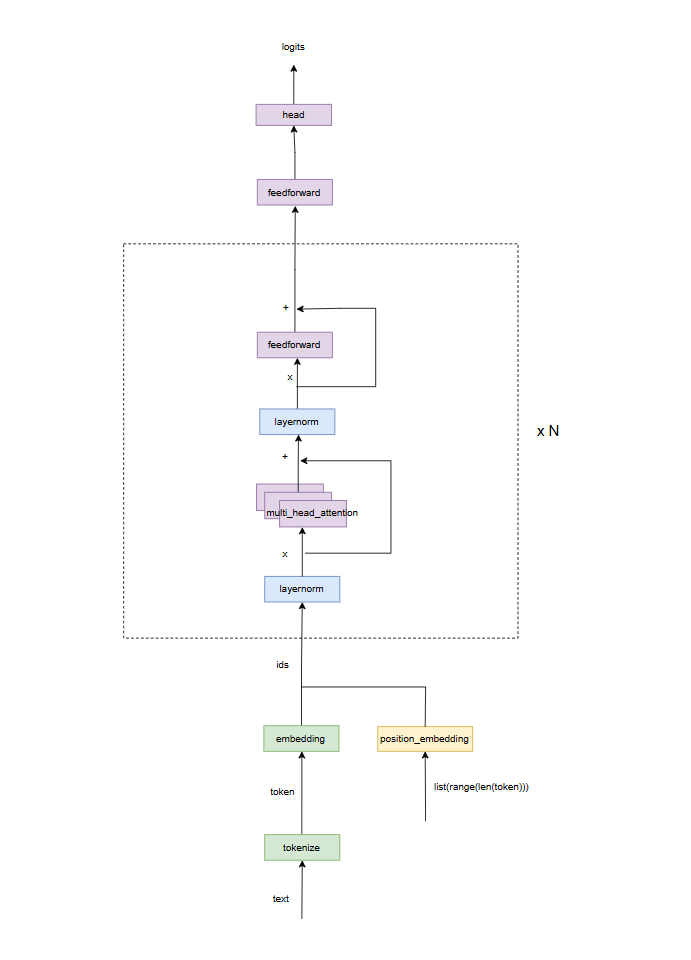 logits
head
feedforward
+
feedforward
x
layernorm
x N
+
multi_head_attention
x
layernorm
ids
embedding
position_embedding
token
list(range(len(token)))
tokenize
text